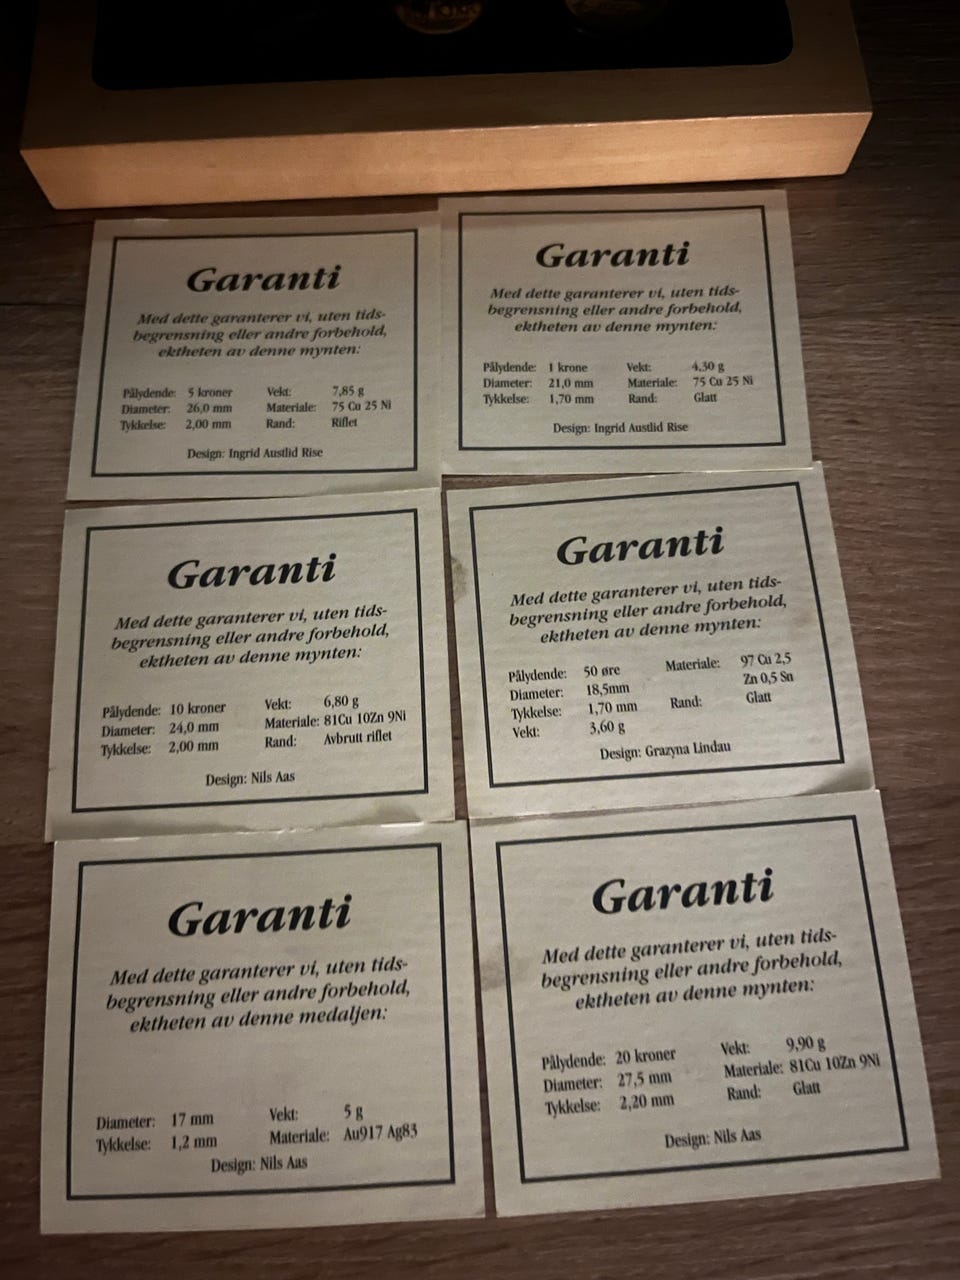 Garanti
Med dette garanterer vi, uten tids-
begrensning eller andre forbehold,
ektheten av denne mynten:
Pålydende: 5 kroner Vekt: 7,85 g
Diameter: 26,0 mm Materiale: 75 Cu 25 Ni
Tykkelse: 2,00 mm Rand: Riflet
Design: Ingrid Austlid Rise
Garanti
Med dette garanterer vi, uten tids-
begrensning eller andre forbehold,
ektheten av denne mynten:
Pålydende: 1 krone Vekt: 4,30 g
Diameter: 21,0 mm Materiale: 75 Cu 25 Ni
Tykkelse: 1,70 mm Rand: Glatt
Design: Ingrid Austlid Rise
Garanti
Med dette garanterer vi, uten tids-
begrensning eller andre forbehold,
ektheten av denne mynten:
Pålydende: 10 kroner Vekt: 6,80 g
Diameter: 24,0 mm Materiale: 81Cu 10Zn 9Ni
Tykkelse: 2,00 mm Rand: Avbrutt riflet
Design: Nils Aas
Garanti
Med dette garanterer vi, uten tids-
begrensning eller andre forbehold,
ektheten av denne mynten:
Pålydende: 50 øre Materiale: 97 Cu 2,5
Diameter: 18,5mm Zn 0,5 Sn
Tykkelse: 1,70 mm Rand: Glatt
Vekt: 3,60 g
Design: Grazyna Lindau
Garanti
Med dette garanterer vi, uten tids-
begrensning eller andre forbehold,
ektheten av denne medaljen:
Diameter: 17 mm Vekt: 5 g
Tykkelse: 1,2 mm Materiale: Au917 Ag83
Design: Nils Aas
Garanti
Med dette garanterer vi, uten tids-
begrensning eller andre forbehold,
ektheten av denne mynten:
Pålydende: 20 kroner Vekt: 9,90 g
Diameter: 27,5 mm Materiale: 81Cu 10Zn 9Ni
Tykkelse: 2,20 mm Rand: Glatt
Design: Nils Aas